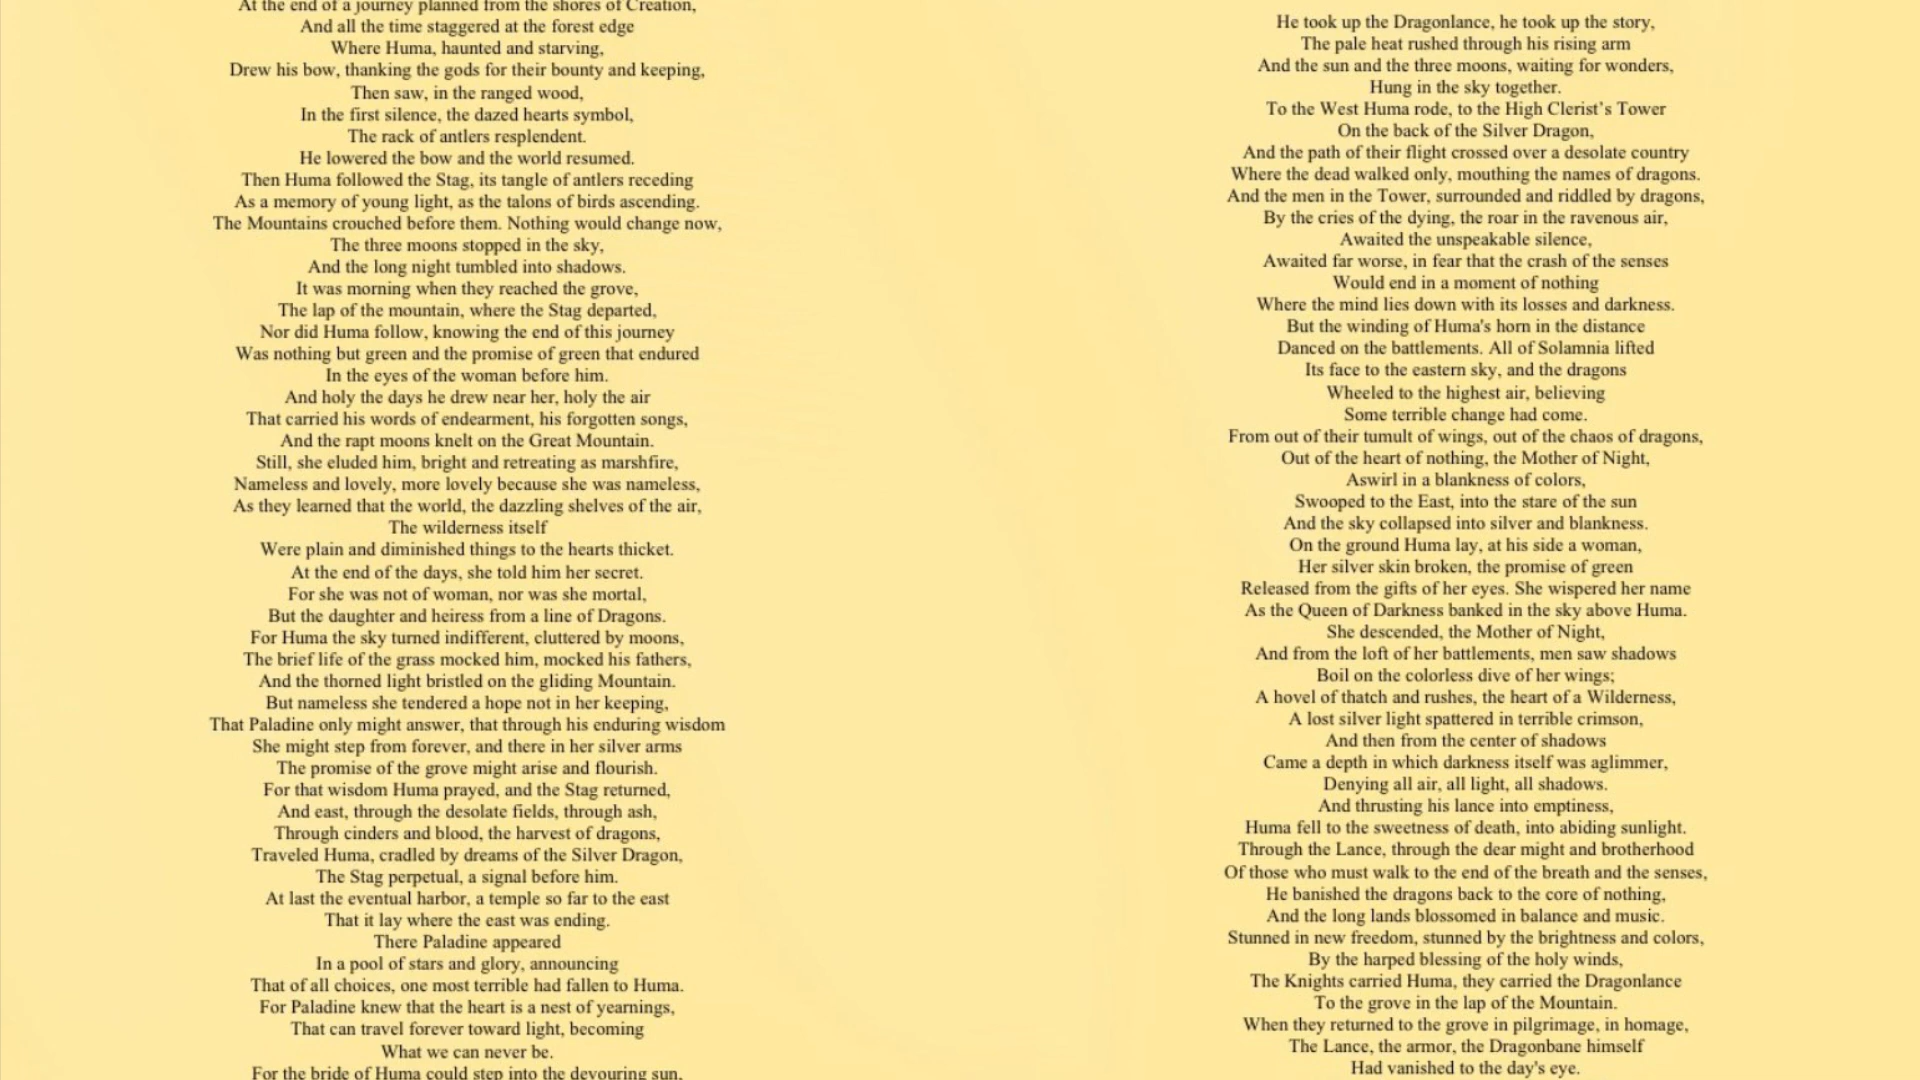 At the end of a journey planned from the shores of Creation,
And all the time staggered at the forest edge
Where Huma, haunted and starving,
Drew his bow, thanking the gods for their bounty and keeping,
Then saw, in the ranged wood,
In the first silence, the dazed hearts symbol,
The rack of antlers resplendent.
He lowered the bow and the world resumed.
Then Huma followed the Stag, its tangle of antlers receding
As a memory of young light, as the talons of birds ascending.
The Mountains crouched before them. Nothing would change now,
The three moons stopped in the sky,
And the long night tumbled into shadows.
It was morning when they reached the grove,
The lap of the mountain, where the Stag departed,
Nor did Huma follow, knowing the end of this journey
Was nothing but green and the promise of green that endured
In the eyes of the woman before him.
And holy the days he drew near her, holy the air
That carried his words of endearment, his forgotten songs,
And the rapt moons knelt on the Great Mountain.
Still, she eluded him, bright and retreating as marshfire,
Nameless and lovely, more lovely because she was nameless,
As they learned that the world, the dazzling shelves of the air,
The wilderness itself
Were plain and diminished things to the hearts thicket.
At the end of the days, she told him her secret.
For she was not of woman, nor was she mortal,
But the daughter and heiress from a line of Dragons.
For Huma the sky turned indifferent, cluttered by moons,
The brief life of the grass mocked him, mocked his fathers,
And the thorned light bristled on the gliding Mountain.
But nameless she tendered a hope not in her keeping,
That Paladine only might answer, that through his enduring wisdom
She might step from forever, and there in her silver arms
The promise of the grove might arise and flourish.
For that wisdom Huma prayed, and the Stag returned,
And east, through the desolate fields, through ash,
Through cinders and blood, the harvest of dragons,
Traveled Huma, cradled by dreams of the Silver Dragon,
The Stag perpetual, a signal before him.
At last the eventual harbor, a temple so far to the east
That it lay where the east was ending.
There Paladine appeared
In a pool of stars and glory, announcing
That of all choices, one most terrible had fallen to Huma.
For Paladine knew that the heart is a nest of yearnings,
That can travel forever toward light, becoming
What we can never be.
For the bride of Huma could step into the devouring sun,
He took up the Dragonlance, he took up the story,
The pale heat rushed through his rising arm
And the sun and the three moons, waiting for wonders,
Hung in the sky together.
To the West Huma rode, to the High Clerist's Tower
On the back of the Silver Dragon,
And the path of their flight crossed over a desolate country
Where the dead walked only, mouthing the names of dragons.
And the men in the Tower, surrounded and riddled by dragons,
By the cries of the dying, the roar in the ravenous air,
Awaited the unspeakable silence,
Awaited far worse, in fear that the crash of the senses
Would end in a moment of nothing
Where the mind lies down with its losses and darkness.
But the winding of Huma's horn in the distance
Danced on the battlements. All of Solamnia lifted
Its face to the eastern sky, and the dragons
Wheeled to the highest air, believing
Some terrible change had come.
From out of their tumult of wings, out of the chaos of dragons,
Out of the heart of nothing, the Mother of Night,
Aswirl in a blankness of colors,
Swooped to the East, into the stare of the sun
And the sky collapsed into silver and blankness.
On the ground Huma lay, at his side a woman,
Her silver skin broken, the promise of green
Released from the gifts of her eyes. She wispered her name
As the Queen of Darkness banked in the sky above Huma.
She descended, the Mother of Night,
And from the loft of her battlements, men saw shadows
Boil on the colorless dive of her wings;
A hovel of thatch and rushes, the heart of a Wilderness,
A lost silver light spattered in terrible crimson,
And then from the center of shadows
Came a depth in which darkness itself was aglimmer,
Denying all air, all light, all shadows.
And thrusting his lance into emptiness,
Huma fell to the sweetness of death, into abiding sunlight.
Through the Lance, through the dear might and brotherhood
Of those who must walk to the end of the breath and the senses,
He banished the dragons back to the core of nothing,
And the long lands blossomed in balance and music.
Stunned in new freedom, stunned by the brightness and colors,
By the harped blessing of the holy winds,
The Knights carried Huma, they carried the Dragonlance
To the grove in the lap of the Mountain.
When they returned to the grove in pilgrimage, in homage,
The Lance, the armor, the Dragonbane himself
Had vanished to the day's eye.